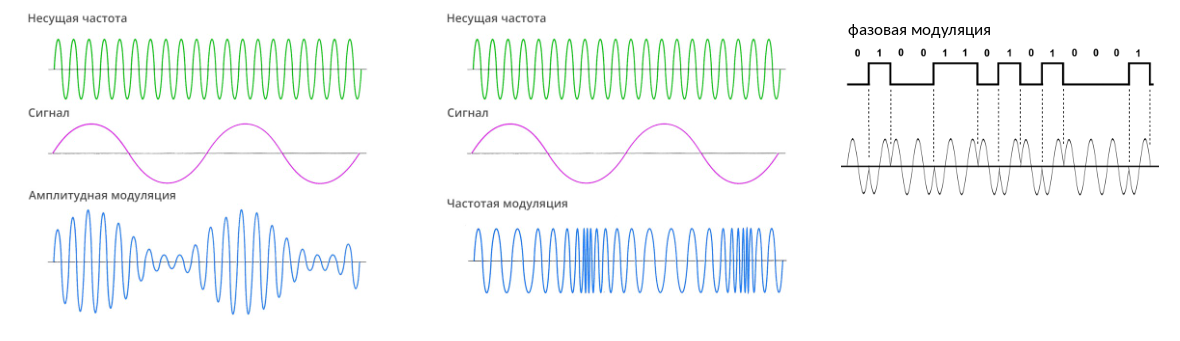 Несущая частота
Сигнал
Амплитудная модуляция
Несущая частота
Сигнал
Частотая модуляция
фазовая модуляция
0 1 0 0 1 1 0 1 0 1 0 0 0 1